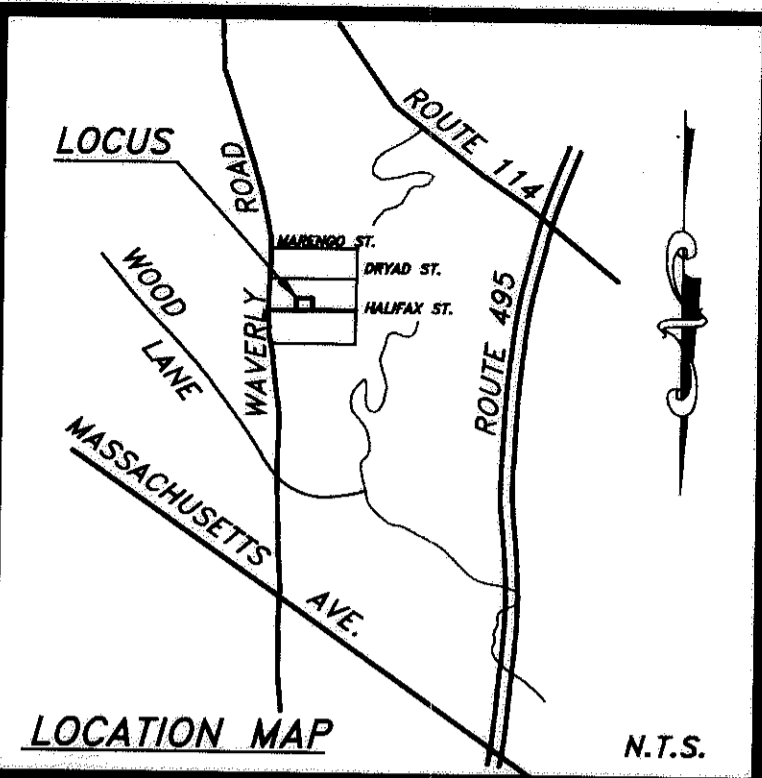 LOCUS
ROUTE 114
WAVERLY ROAD
MARENGO ST.
DRYAD ST.
HALIFAX ST.
WOOD LANE
ROUTE 495
MASSACHUSETTS AVE.
LOCATION MAP
N.T.S.